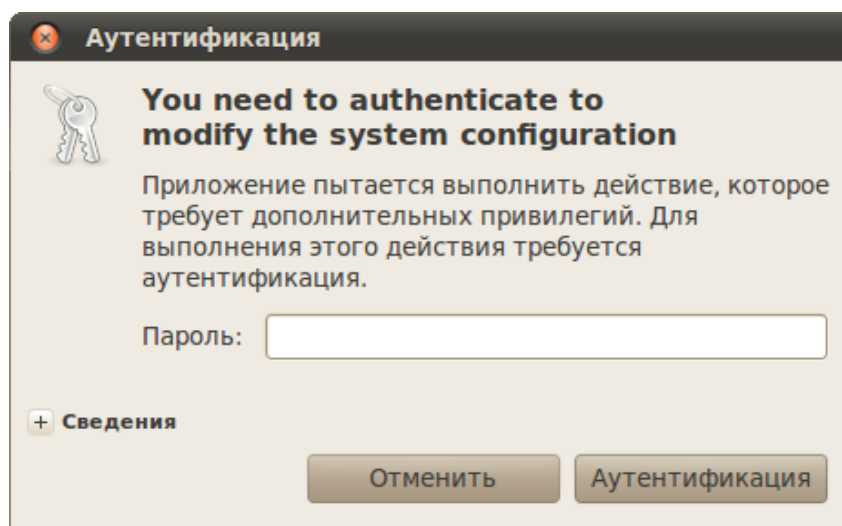 Аутентификация
You need to authenticate to
modify the system configuration
Приложение пытается выполнить действие, которое
требует дополнительных привилегий. Для
выполнения этого действия требуется
аутентификация.
Пароль:
+ Сведения
Отменить Аутентификация